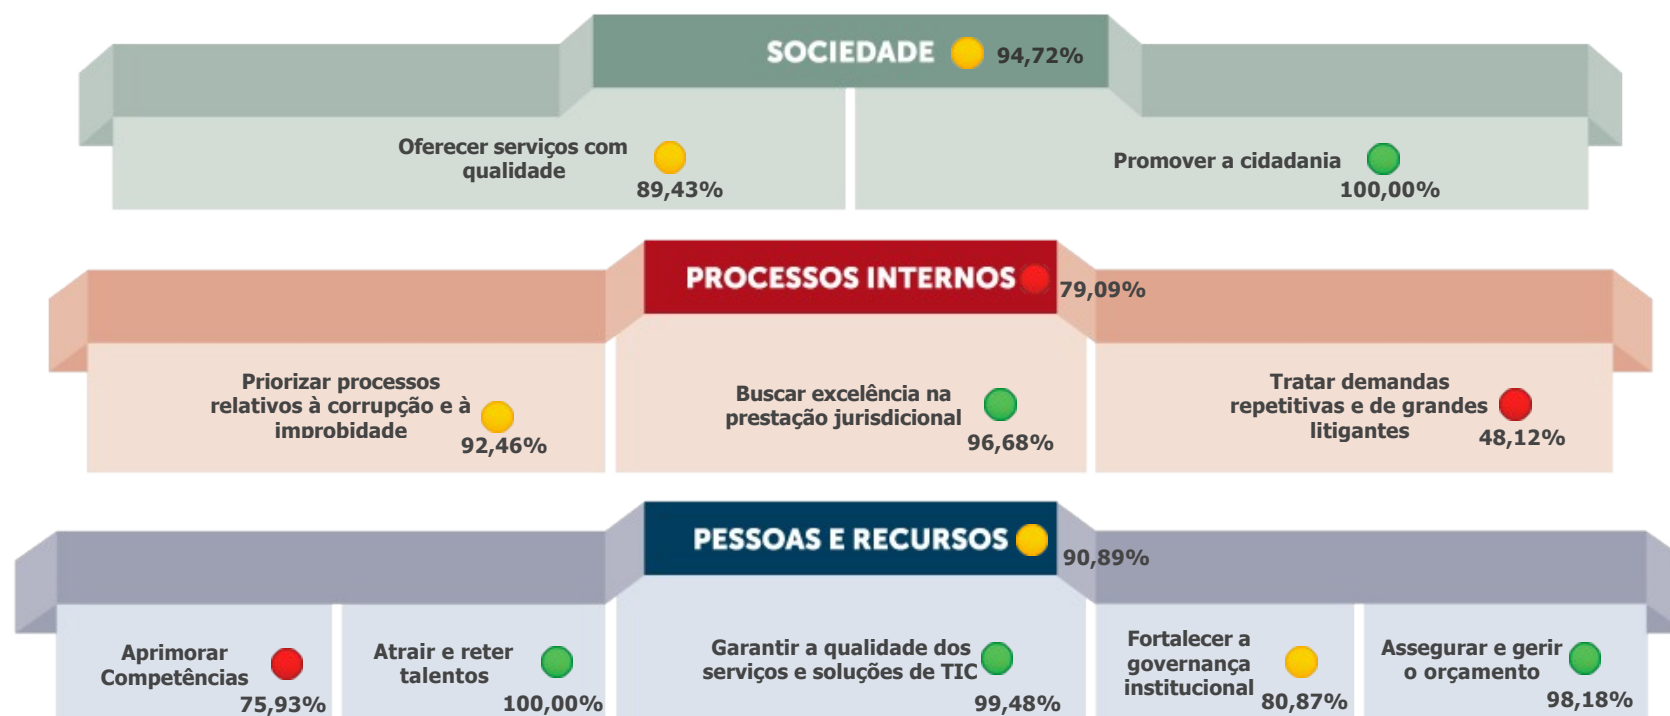 SOCIEDADE 94,72%
Oferecer serviços com
qualidade
89,43%
Promover a cidadania
100,00%
PROCESSOS INTERNOS 79,09%
Priorizar processos
relativos à corrupção e à
improbidade
92,46%
Buscar excelência na
prestação jurisdicional
96,68%
Tratar demandas
repetitivas e de grandes
litigantes
48,12%
PESSOAS E RECURSOS
90,89%
Aprimorar
Competências
75,93%
Atrair e reter
talentos
100,00%
Garantir a qualidade dos
serviços e soluções de TIC
99,48%
Fortalecer a
governança
institucional
80,87%
Assegurar e gerir
o orçamento
98,18%